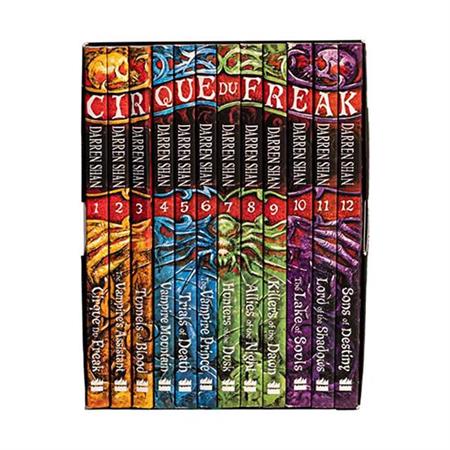 CIRQUE DU FREAK
DARREN SHAN
1
Cirque Du Freak
DARREN SHAN
2
The Vampire's Assistant
DARREN SHAN
3
Tunnels of Blood
DARREN SHAN
4
Vampire Mountain
DARREN SHAN
5
Trials of Death
DARREN SHAN
6
The Vampire Prince
DARREN SHAN
7
Hunters of the Dusk
DARREN SHAN
8
Allies of the Night
DARREN SHAN
9
Killers of the Dawn
DARREN SHAN
10
The Lake of Souls
DARREN SHAN
11
Lord of the Shadows
DARREN SHAN
12
Sons of Destiny